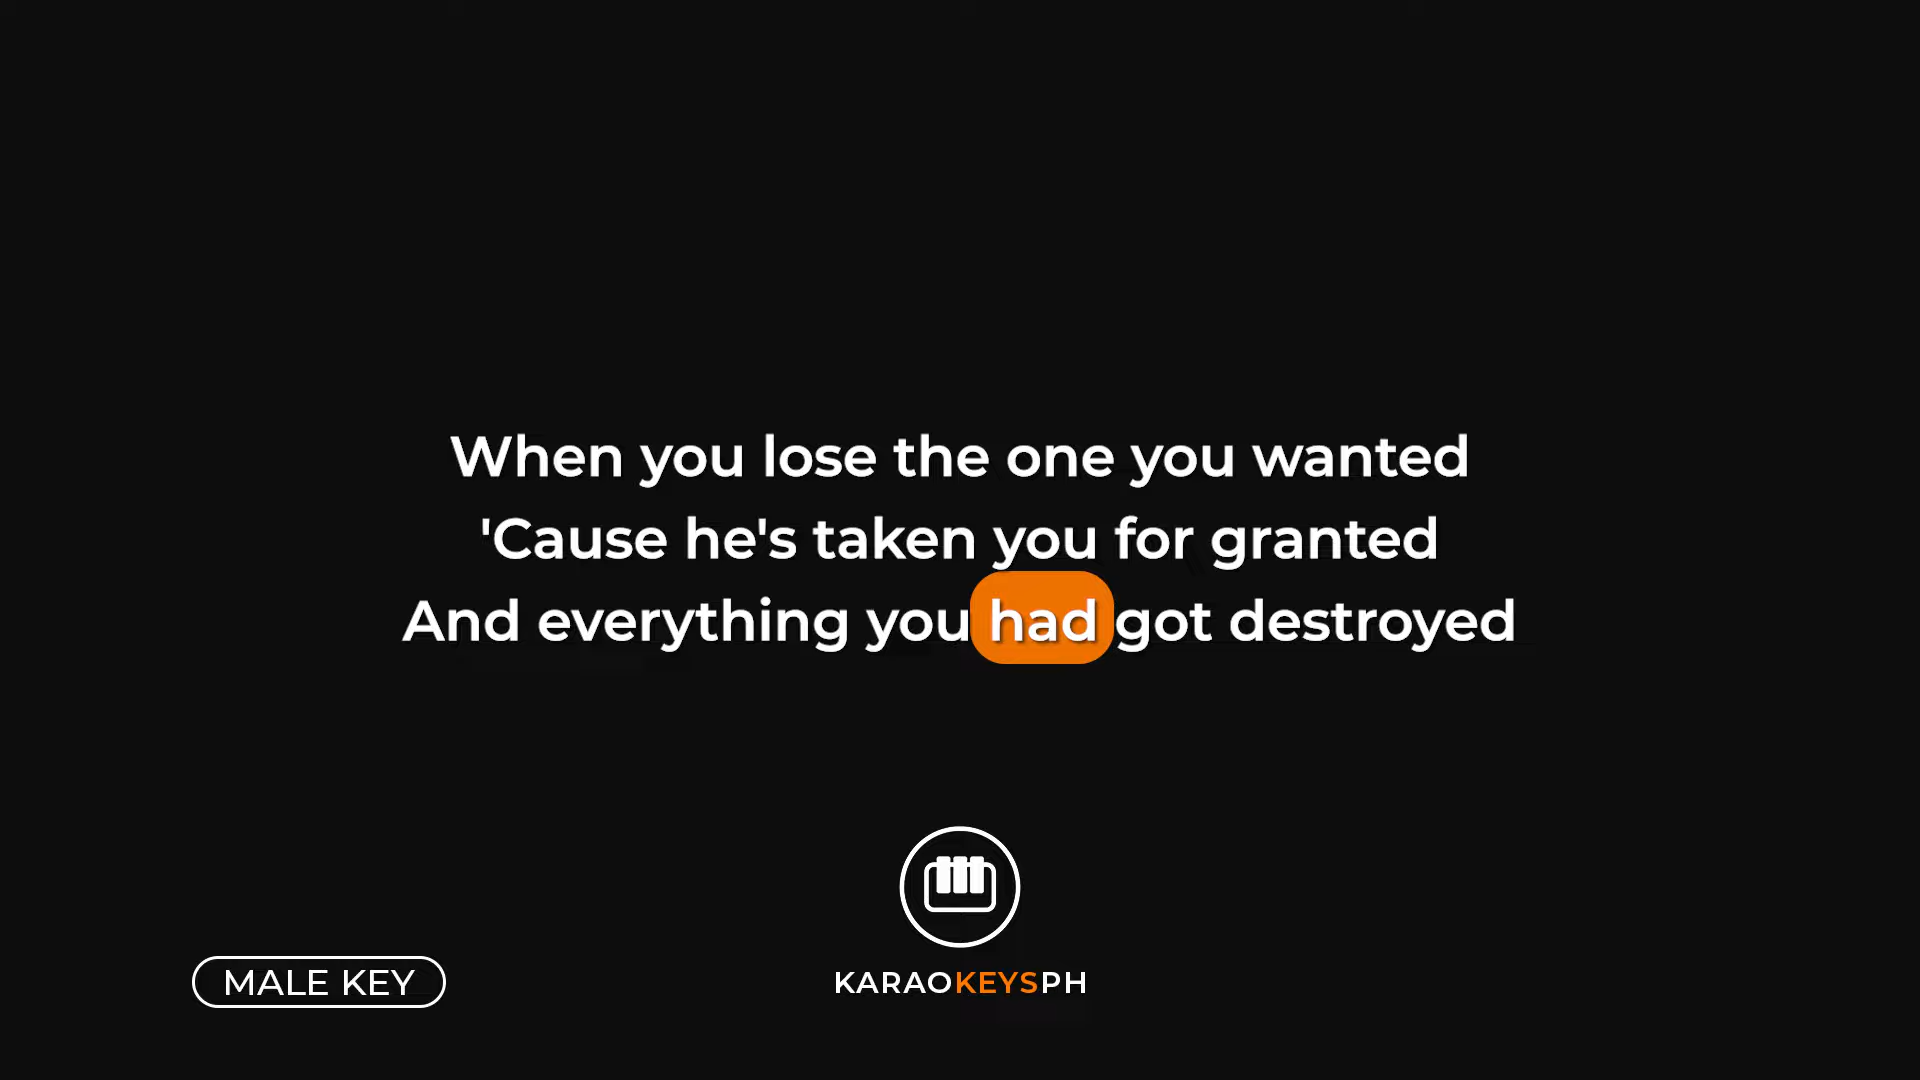 When you lose the one you wanted
'Cause he's taken you for granted
And everything you had got destroyed
MALE KEY
KARAOKEYSPH